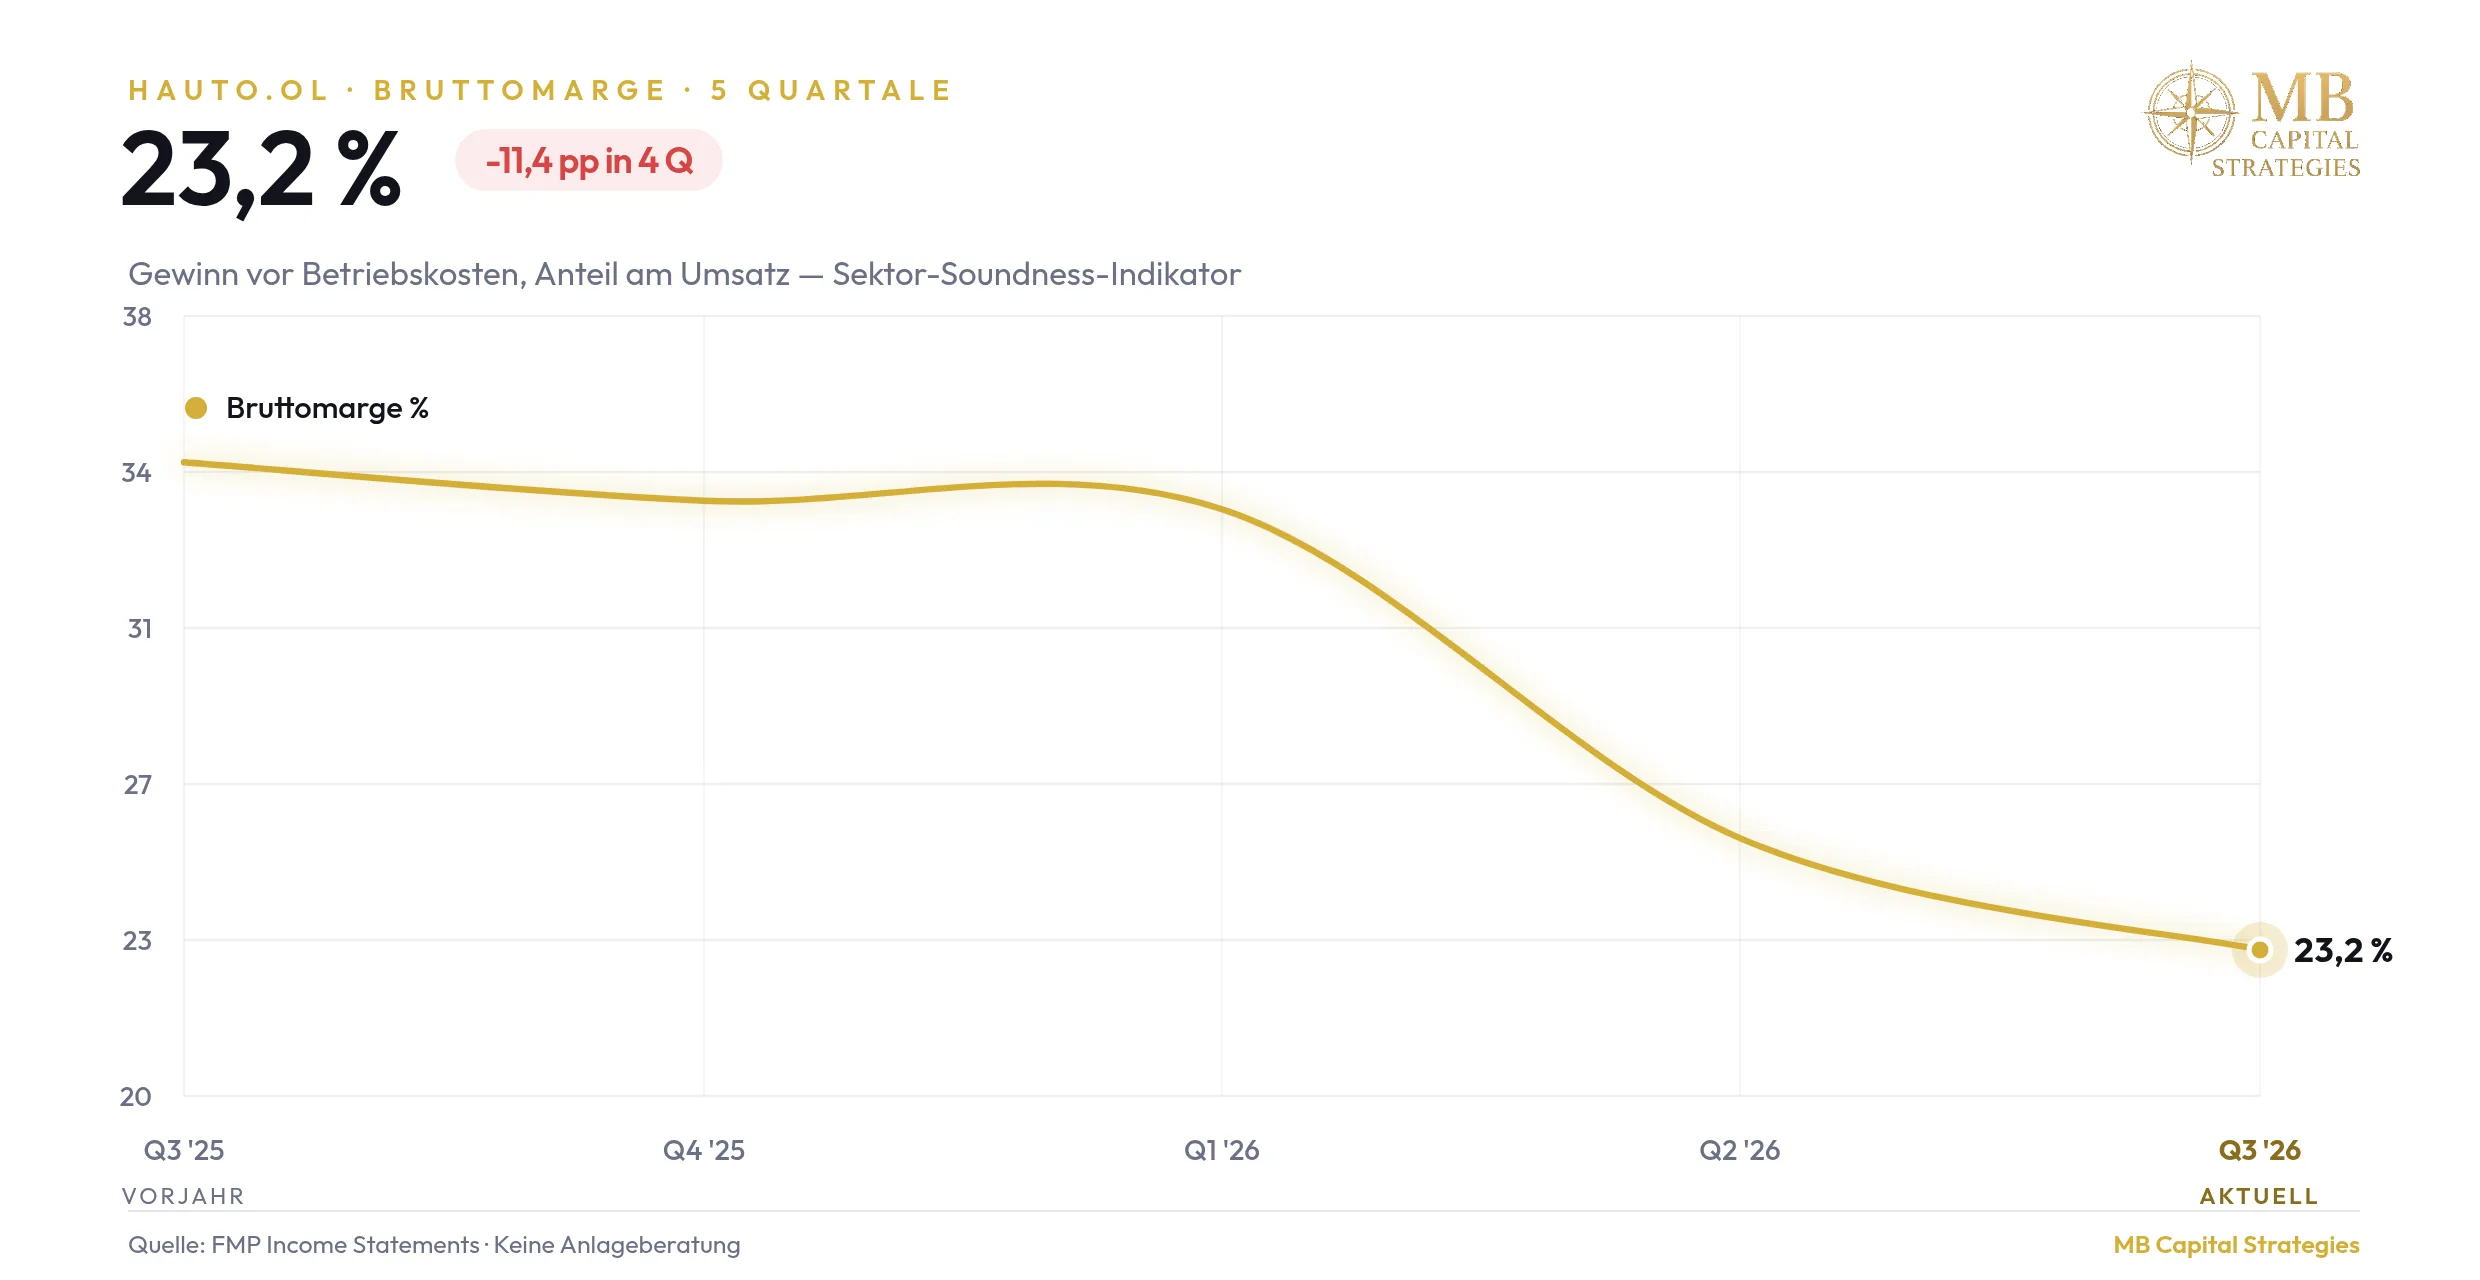 HAUTO.OL · BRUTTOMARGE · 5 QUARTALE
23,2 %
-11,4 pp in 4 Q
MB
CAPITAL
STRATEGIES
Gewinn vor Betriebskosten, Anteil am Umsatz — Sektor-Soundness-Indikator
38
Bruttomarge %
34
31
27
23
23,2 %
20
Q3 '25
Q4 '25
Q1 '26
Q2 '26
Q3 '26
VORJAHR
AKTUELL
Quelle: FMP Income Statements · Keine Anlageberatung
MB Capital Strategies